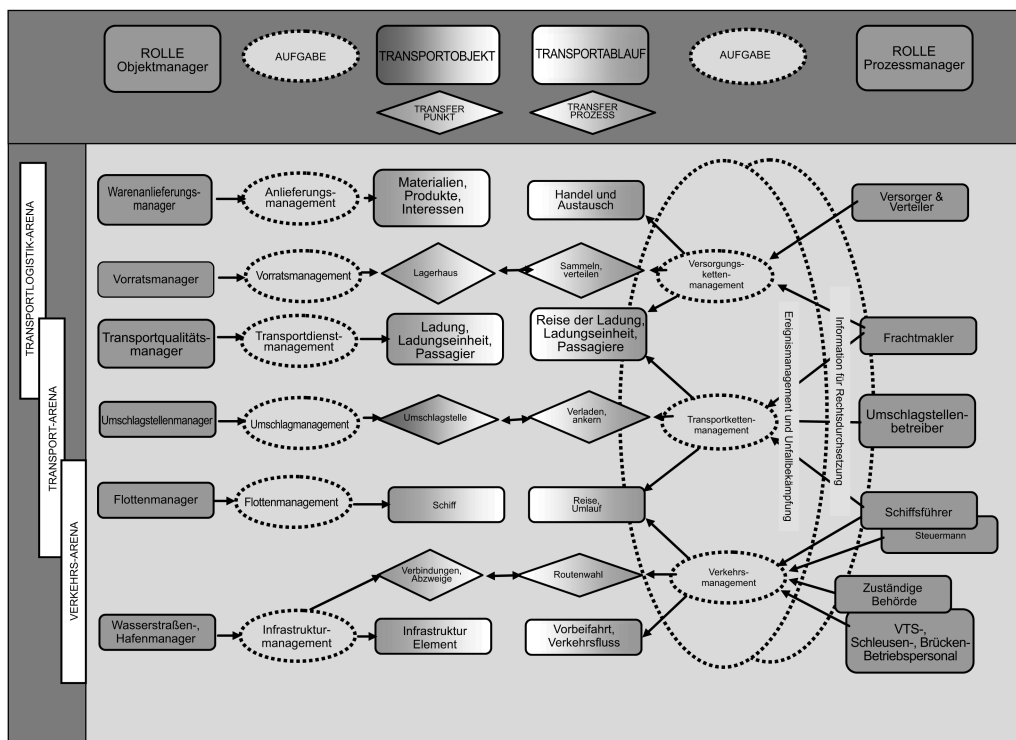 ROLLE
Objektmanager
AUFGABE
TRANSPORTOBJEKT
TRANSPORTABLAUF
AUFGABE
ROLLE
Prozessmanager
TRANSFER
PUNKT
TRANSFER
PROZESS
TRANSPORTLOGISTIK-ARENA
TRANSPORT-ARENA
VERKEHRS-ARENA
Warenanlieferungs-
manager
Anlieferungs-
management
Materialien,
Produkte,
Interessen
Handel und
Austausch
Versorger &
Verteiler
Vorratsmanager
Vorratsmanagement
Lagerhaus
Sammeln,
verteilen
Versorgungs-
ketten-
management
Transportqualitäts-
manager
Transportdienst-
management
Ladung,
Ladungseinheit,
Passagier
Reise der Ladung,
Ladungseinheit,
Passagiere
Frachtmakler
Ereignismanagement und Unfallbekämpfung
Information für Rechtsdurchsetzung
Umschlagstellenmanager
Umschlagmanagement
Umschlagstelle
Verladen,
ankern
Transportketten-
management
Umschlagstellen-
betreiber
Flottenmanager
Flottenmanagement
Schiff
Reise,
Umlauf
Schiffsführer
Steuermann
Verbindungen,
Abzweige
Routenwahl
Verkehrs-
management
Zuständige
Behörde
Wasserstraßen-,
Hafenmanager
Infrastruktur-
management
Infrastruktur
Element
Vorbeifahrt,
Verkehrsfluss
VTS-,
Schleusen-, Brücken-
Betriebspersonal